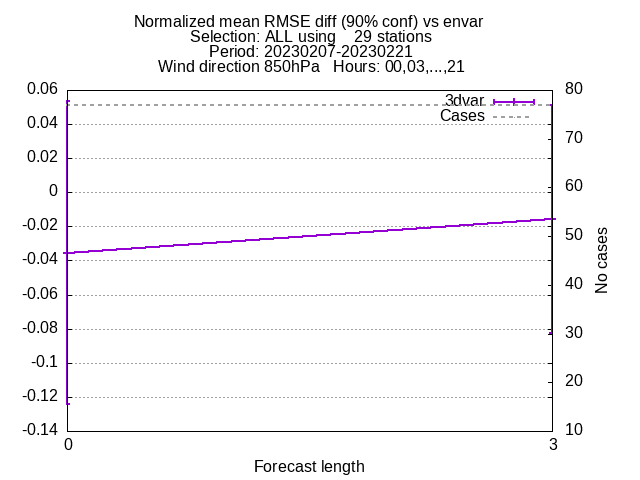 Normalized mean RMSE diff (90% conf) vs envar
Selection: ALL using    29 stations
Period: 20230207-20230221
Wind direction 850hPa   Hours: 00,03,...,21
3dvar
Cases
0.06
0.04
0.02
0
-0.02
-0.04
-0.06
-0.08
-0.1
-0.12
-0.14
80
70
60
50
40
30
20
10
No cases
0
3
Forecast length